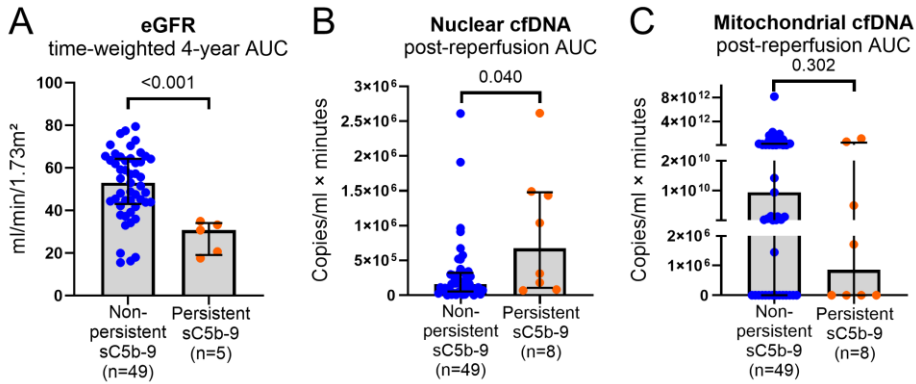 A
eGFR
time-weighted 4-year AUC
<0.001
ml/min/1.73m²
100
80
60
40
20
0
Non-
persistent
sC5b-9
(n=49)
Persistent
sC5b-9
(n=5)
B
Nuclear cfDNA
post-reperfusion AUC
0.040
Copies/ml × minutes
2.5×10⁶
2×10⁶
1.5×10⁶
1×10⁶
5×10⁵
0
Non-
persistent
sC5b-9
(n=49)
Persistent
sC5b-9
(n=8)
C
Mitochondrial cfDNA
post-reperfusion AUC
0.302
Copies/ml × minutes
8×10¹²
4×10¹²
2×10¹⁰
1×10¹⁰
2×10⁶
1×10⁶
0
Non-
persistent
sC5b-9
(n=49)
Persistent
sC5b-9
(n=8)